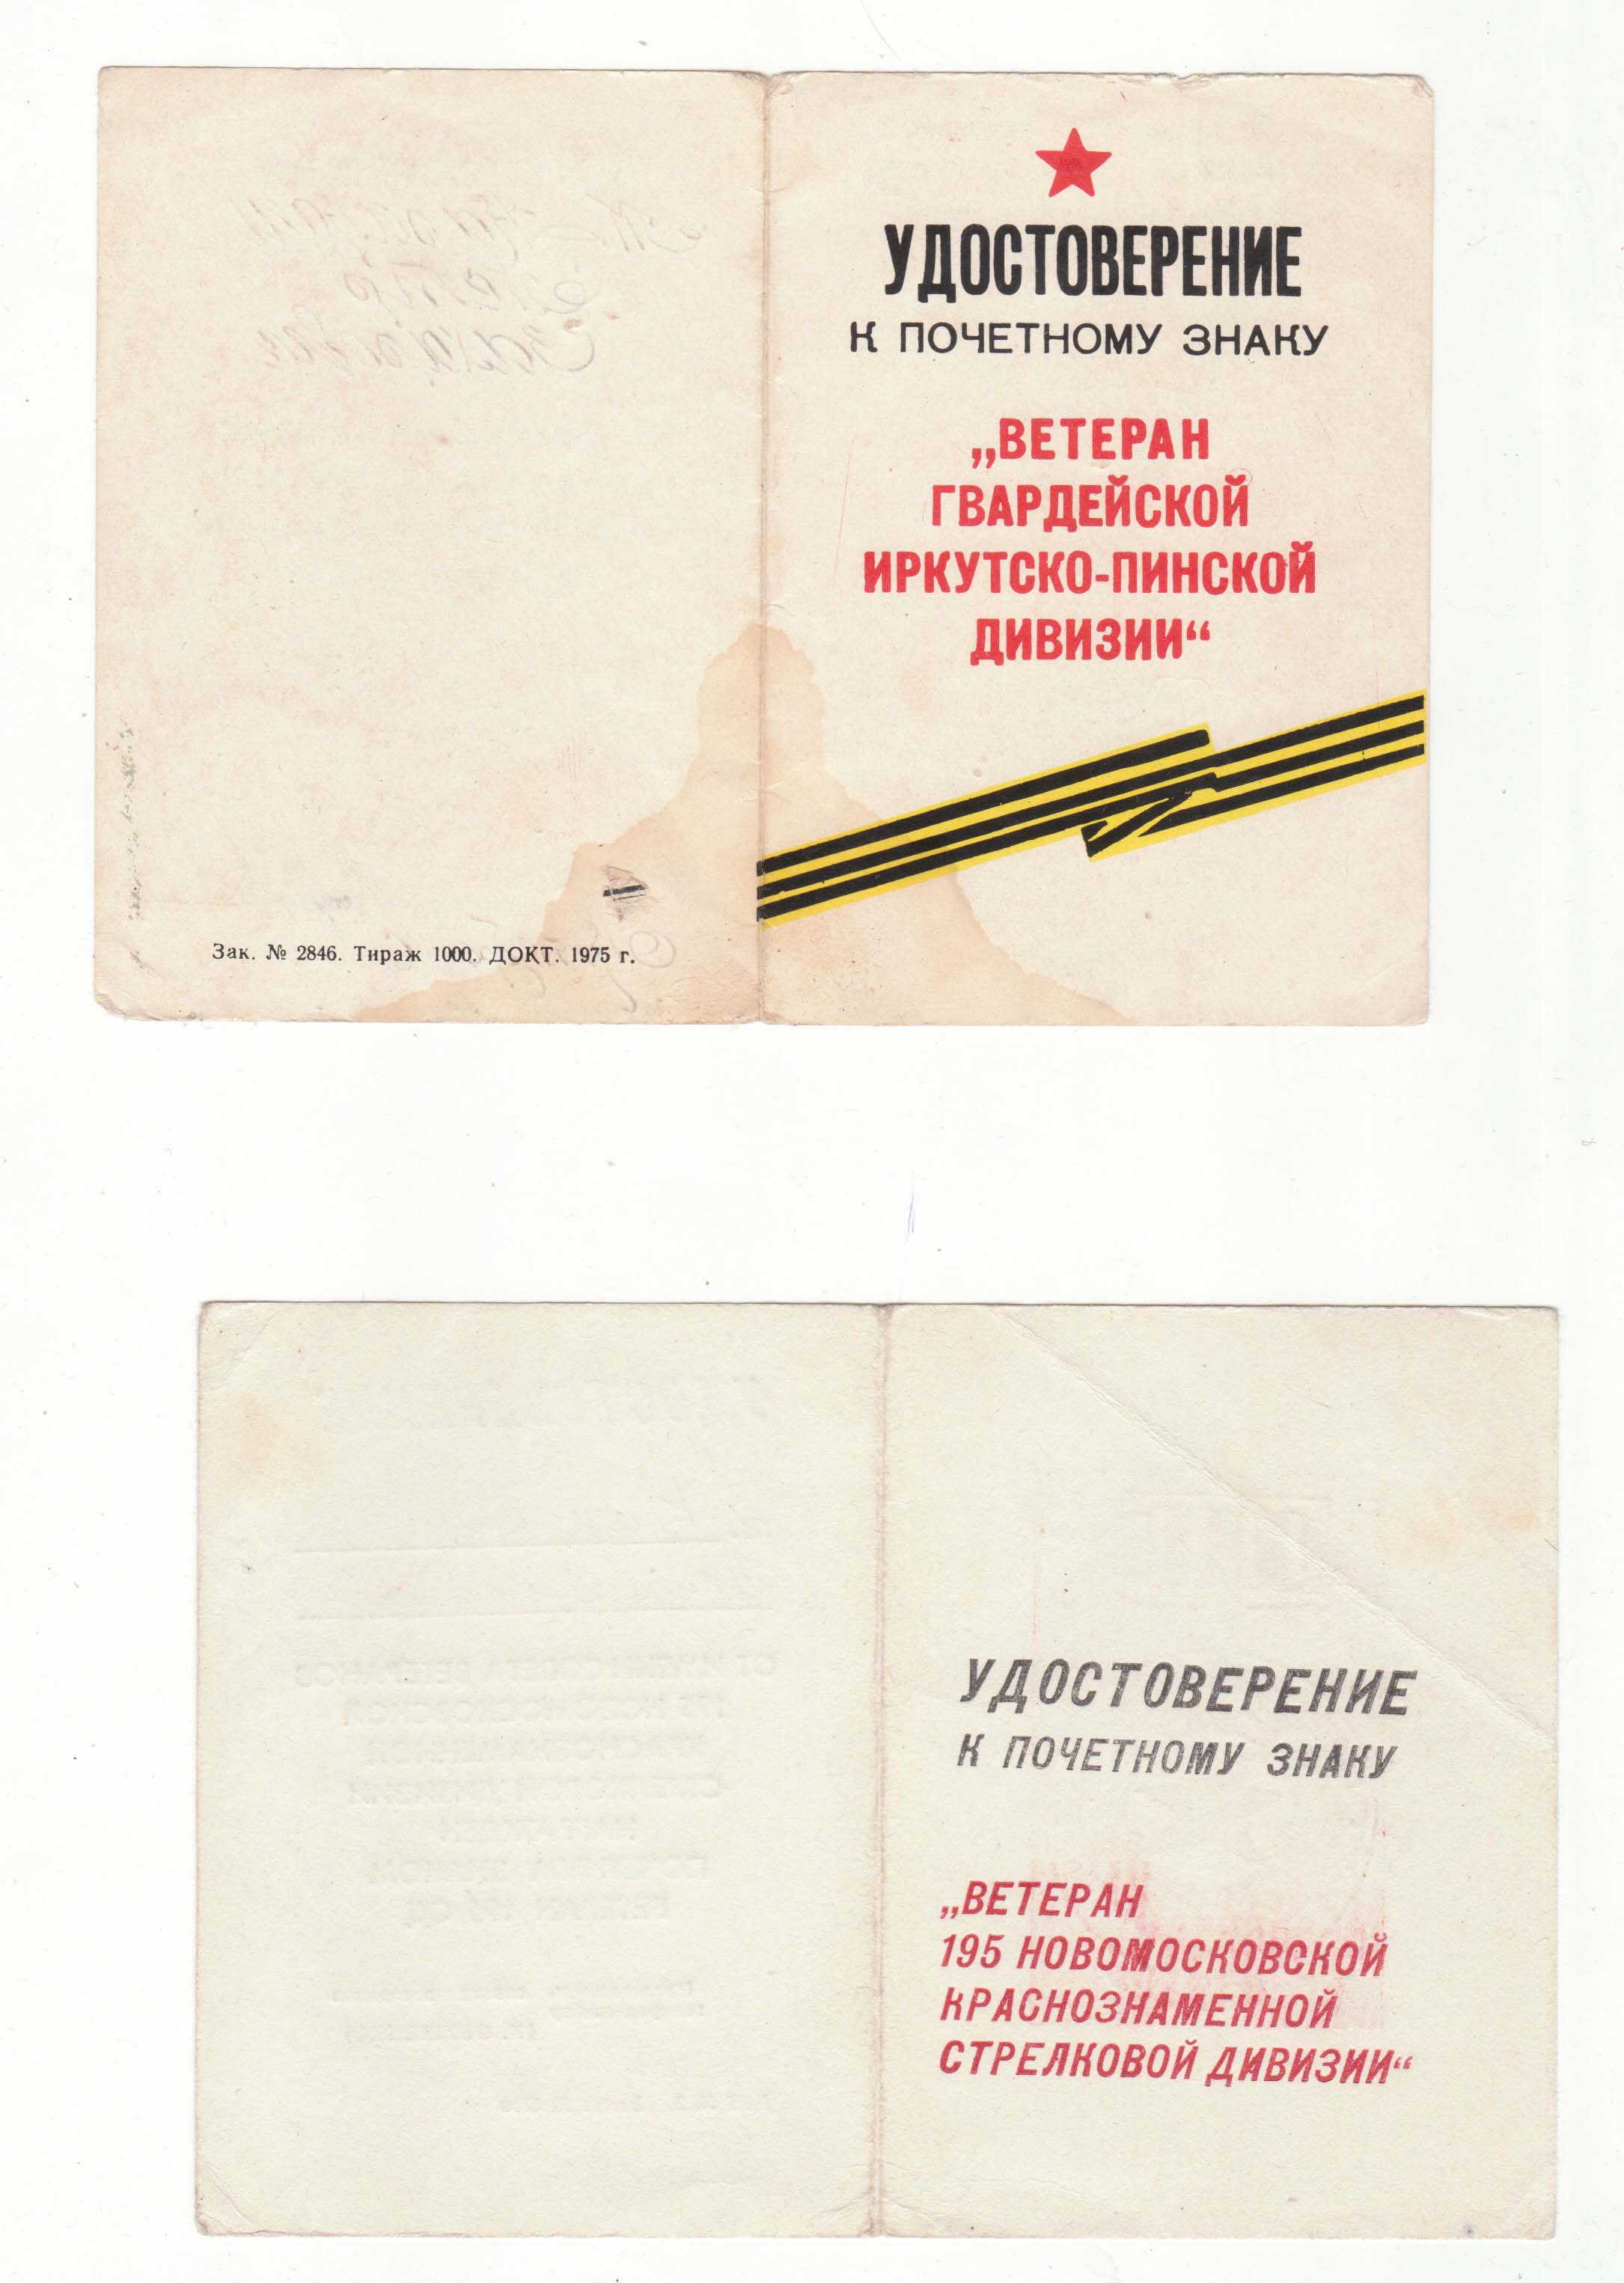 УДОСТОВЕРЕНИЕ
К ПОЧЕТНОМУ ЗНАКУ
„ВЕТЕРАН
ГВАРДЕЙСКОЙ
ИРКУТСКО-ПИНСКОЙ
ДИВИЗИИ“
Зак. № 2846. Тираж 1000. ДОКТ. 1975 г.
УДОСТОВЕРЕНИЕ
К ПОЧЕТНОМУ ЗНАКУ
„ВЕТЕРАН
195 НОВОМОСКОВСКОЙ
КРАСНОЗНАМЕННОЙ
СТРЕЛКОВОЙ ДИВИЗИИ“